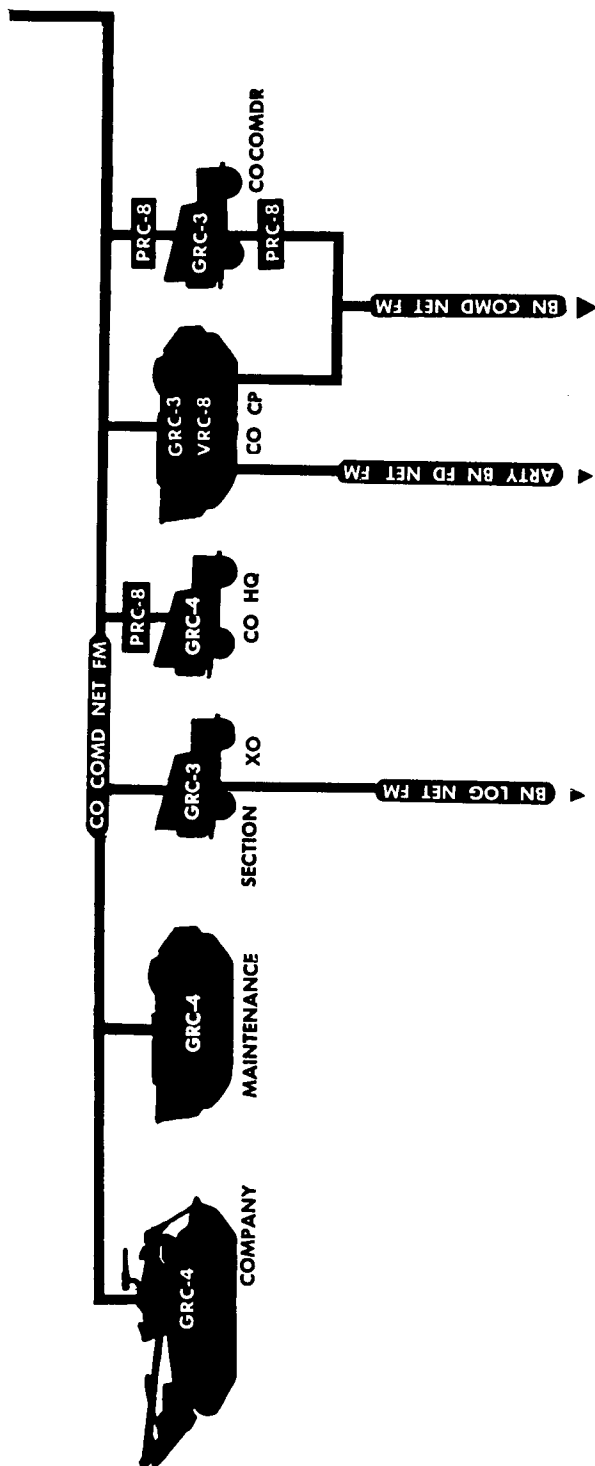 CO COMD NET FM
GRC-4
COMPANY
GRC-4
MAINTENANCE
SECTION
GRC-3
XO
BN LOG NET FM
PRC-8
GRC-4
CO HQ
GRC-3
VRC-8
CO CP
ARTY BN FD NET FM
PRC-8
GRC-3
PRC-8
CO COMDR
BN COMD NET FM